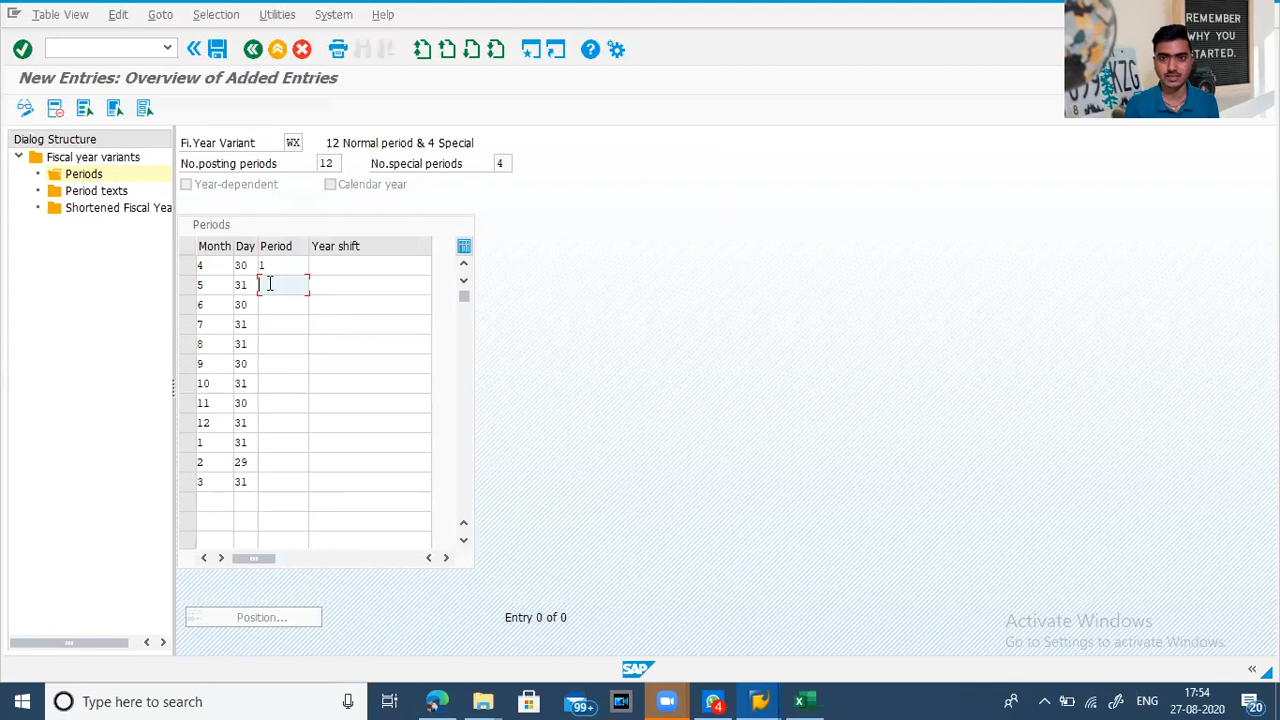 Table View Edit Goto Selection Utilities System Help
New Entries: Overview of Added Entries
REMEMBER
WHY YOU
STARTED.
Dialog Structure
Fiscal year variants
Periods
Period texts
Shortened Fiscal Yea
Fi.Year Variant WX 12 Normal period & 4 Special
No.posting periods 12 No.special periods 4
Year-dependent Calendar year
Periods
Month Day Period Year shift
4 30 1
5 31
6 30
7 31
8 31
9 30
10 31
11 30
12 31
1 31
2 29
3 31
Position... Entry 0 of 0
Activate Windows
Go to Settings to activate Windows.
SAP
Type here to search
99+
4
ENG
17:54
27-08-2020
20